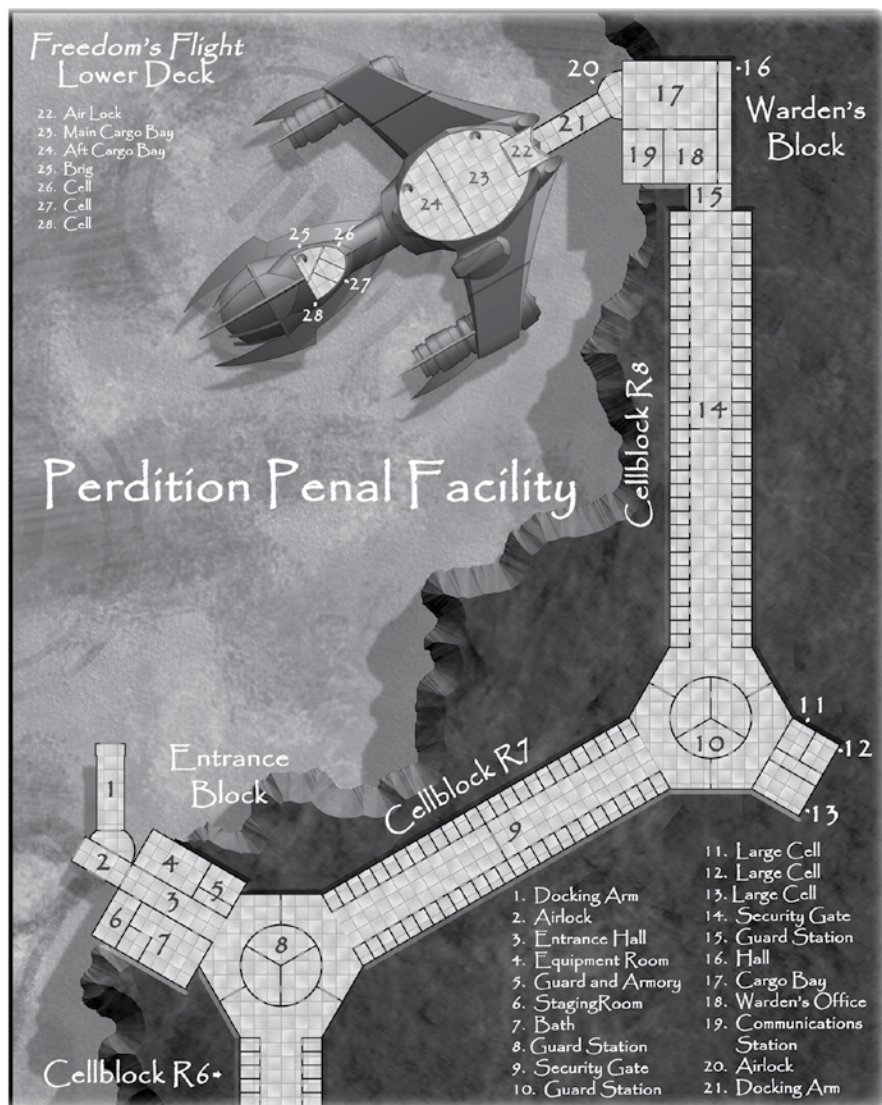 Freedom's Flight
Lower Deck
22. Air Lock
23. Main Cargo Bay
24. Aft Cargo Bay
25. Brig
26. Cell
27. Cell
28. Cell
20
16
17
21
Warden's
Block
22
23
19
18
24
15
25
26
27
28
Cellblock R8
14
Perdition Penal Facility
11
10
12
Entrance
Block
Cellblock R7
13
1
9
2
4
3
5
6
7
8
Cellblock R6
1. Docking Arm
2. Airlock
3. Entrance Hall
4. Equipment Room
5. Guard and Armory
6. StagingRoom
7. Bath
8. Guard Station
9. Security Gate
10. Guard Station
11. Large Cell
12. Large Cell
13. Large Cell
14. Security Gate
15. Guard Station
16. Hall
17. Cargo Bay
18. Warden's Office
19. Communications
Station
20. Airlock
21. Docking Arm